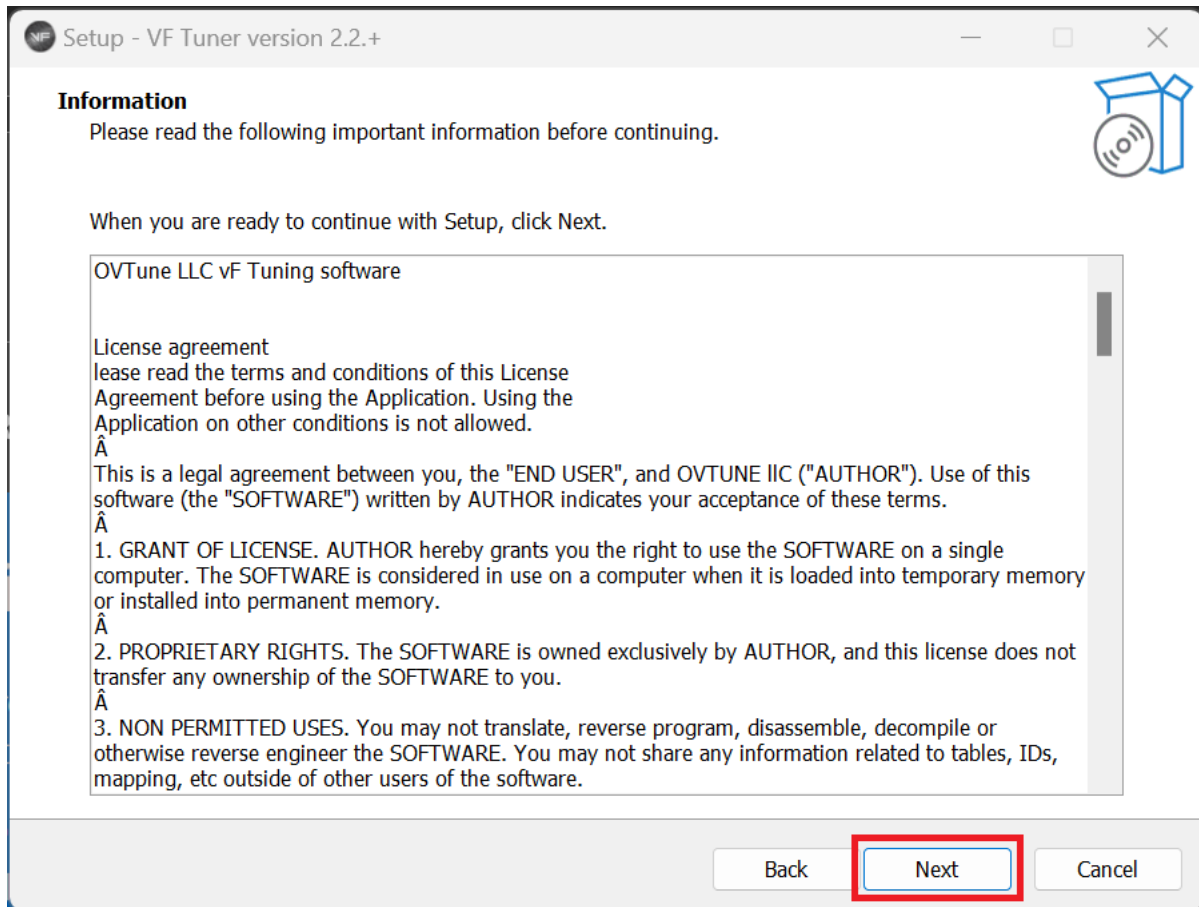 VF Setup - VF Tuner version 2.2.+
Information
Please read the following important information before continuing.
When you are ready to continue with Setup, click Next.
OVTune LLC vF Tuning software
License agreement
lease read the terms and conditions of this License
Agreement before using the Application. Using the
Application on other conditions is not allowed.
Â
This is a legal agreement between you, the "END USER", and OVTUNE llC ("AUTHOR"). Use of this
software (the "SOFTWARE") written by AUTHOR indicates your acceptance of these terms.
Â
1. GRANT OF LICENSE. AUTHOR hereby grants you the right to use the SOFTWARE on a single
computer. The SOFTWARE is considered in use on a computer when it is loaded into temporary memory
or installed into permanent memory.
Â
2. PROPRIETARY RIGHTS. The SOFTWARE is owned exclusively by AUTHOR, and this license does not
transfer any ownership of the SOFTWARE to you.
Â
3. NON PERMITTED USES. You may not translate, reverse program, disassemble, decompile or
otherwise reverse engineer the SOFTWARE. You may not share any information related to tables, IDs,
mapping, etc outside of other users of the software.
Back Next Cancel